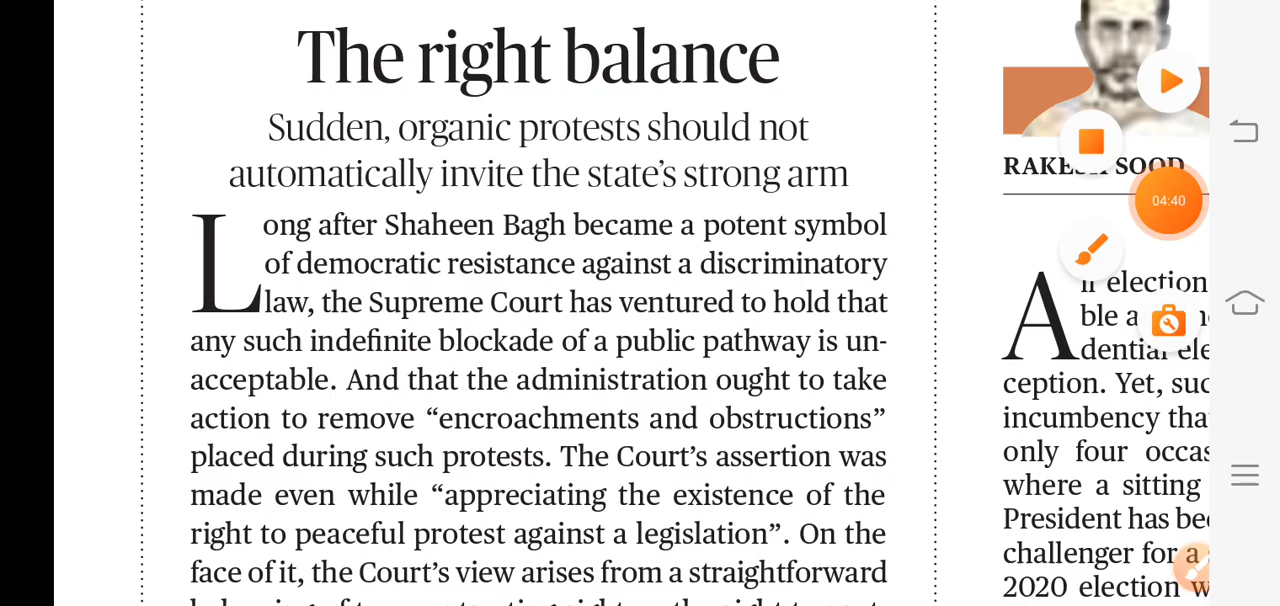 The right balance
Sudden, organic protests should not
automatically invite the state's strong arm
Long after Shaheen Bagh became a potent symbol
of democratic resistance against a discriminatory
law, the Supreme Court has ventured to hold that
any such indefinite blockade of a public pathway is un-
acceptable. And that the administration ought to take
action to remove “encroachments and obstructions”
placed during such protests. The Court's assertion was
made even while “appreciating the existence of the
right to peaceful protest against a legislation”. On the
face of it, the Court's view arises from a straightforward
RAKESH SOOD
04:40
election
ble a
ception. Yet,
incumbency
only four
where a sitting
President has
challenger for a
2020 election